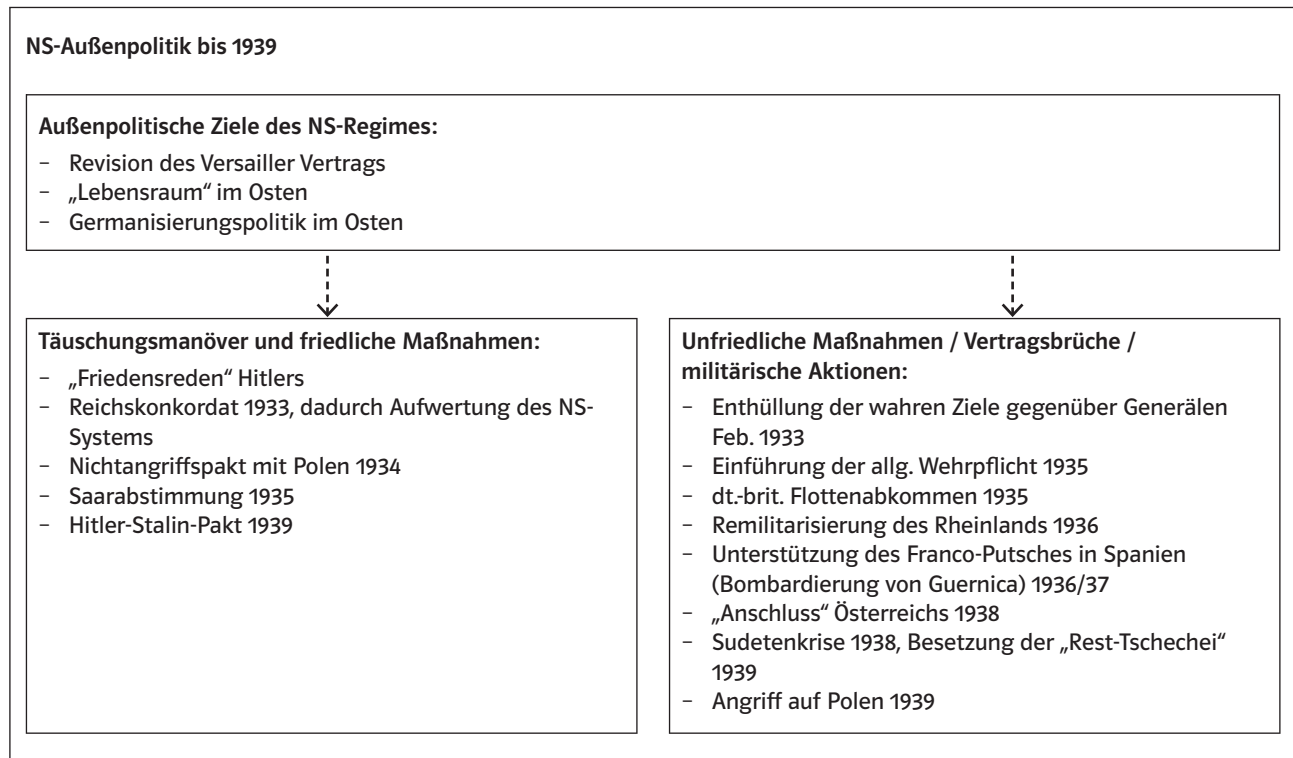 NS-Außenpolitik bis 1939
Außenpolitische Ziele des NS-Regimes:
– Revision des Versailler Vertrags
– „Lebensraum“ im Osten
– Germanisierungspolitik im Osten
Täuschungsmanöver und friedliche Maßnahmen:
– „Friedensreden“ Hitlers
– Reichskonkordat 1933, dadurch Aufwertung des NS-
Systems
– Nichtangriffspakt mit Polen 1934
– Saarabstimmung 1935
– Hitler-Stalin-Pakt 1939
Unfriedliche Maßnahmen / Vertragsbrüche /
militärische Aktionen:
– Enthüllung der wahren Ziele gegenüber Generälen
Feb. 1933
– Einführung der allg. Wehrpflicht 1935
– dt.-brit. Flottenabkommen 1935
– Remilitarisierung des Rheinlands 1936
– Unterstützung des Franco-Putsches in Spanien
(Bombardierung von Guernica) 1936/37
– „Anschluss“ Österreichs 1938
– Sudetenkrise 1938, Besetzung der „Rest-Tschechei“
1939
– Angriff auf Polen 1939